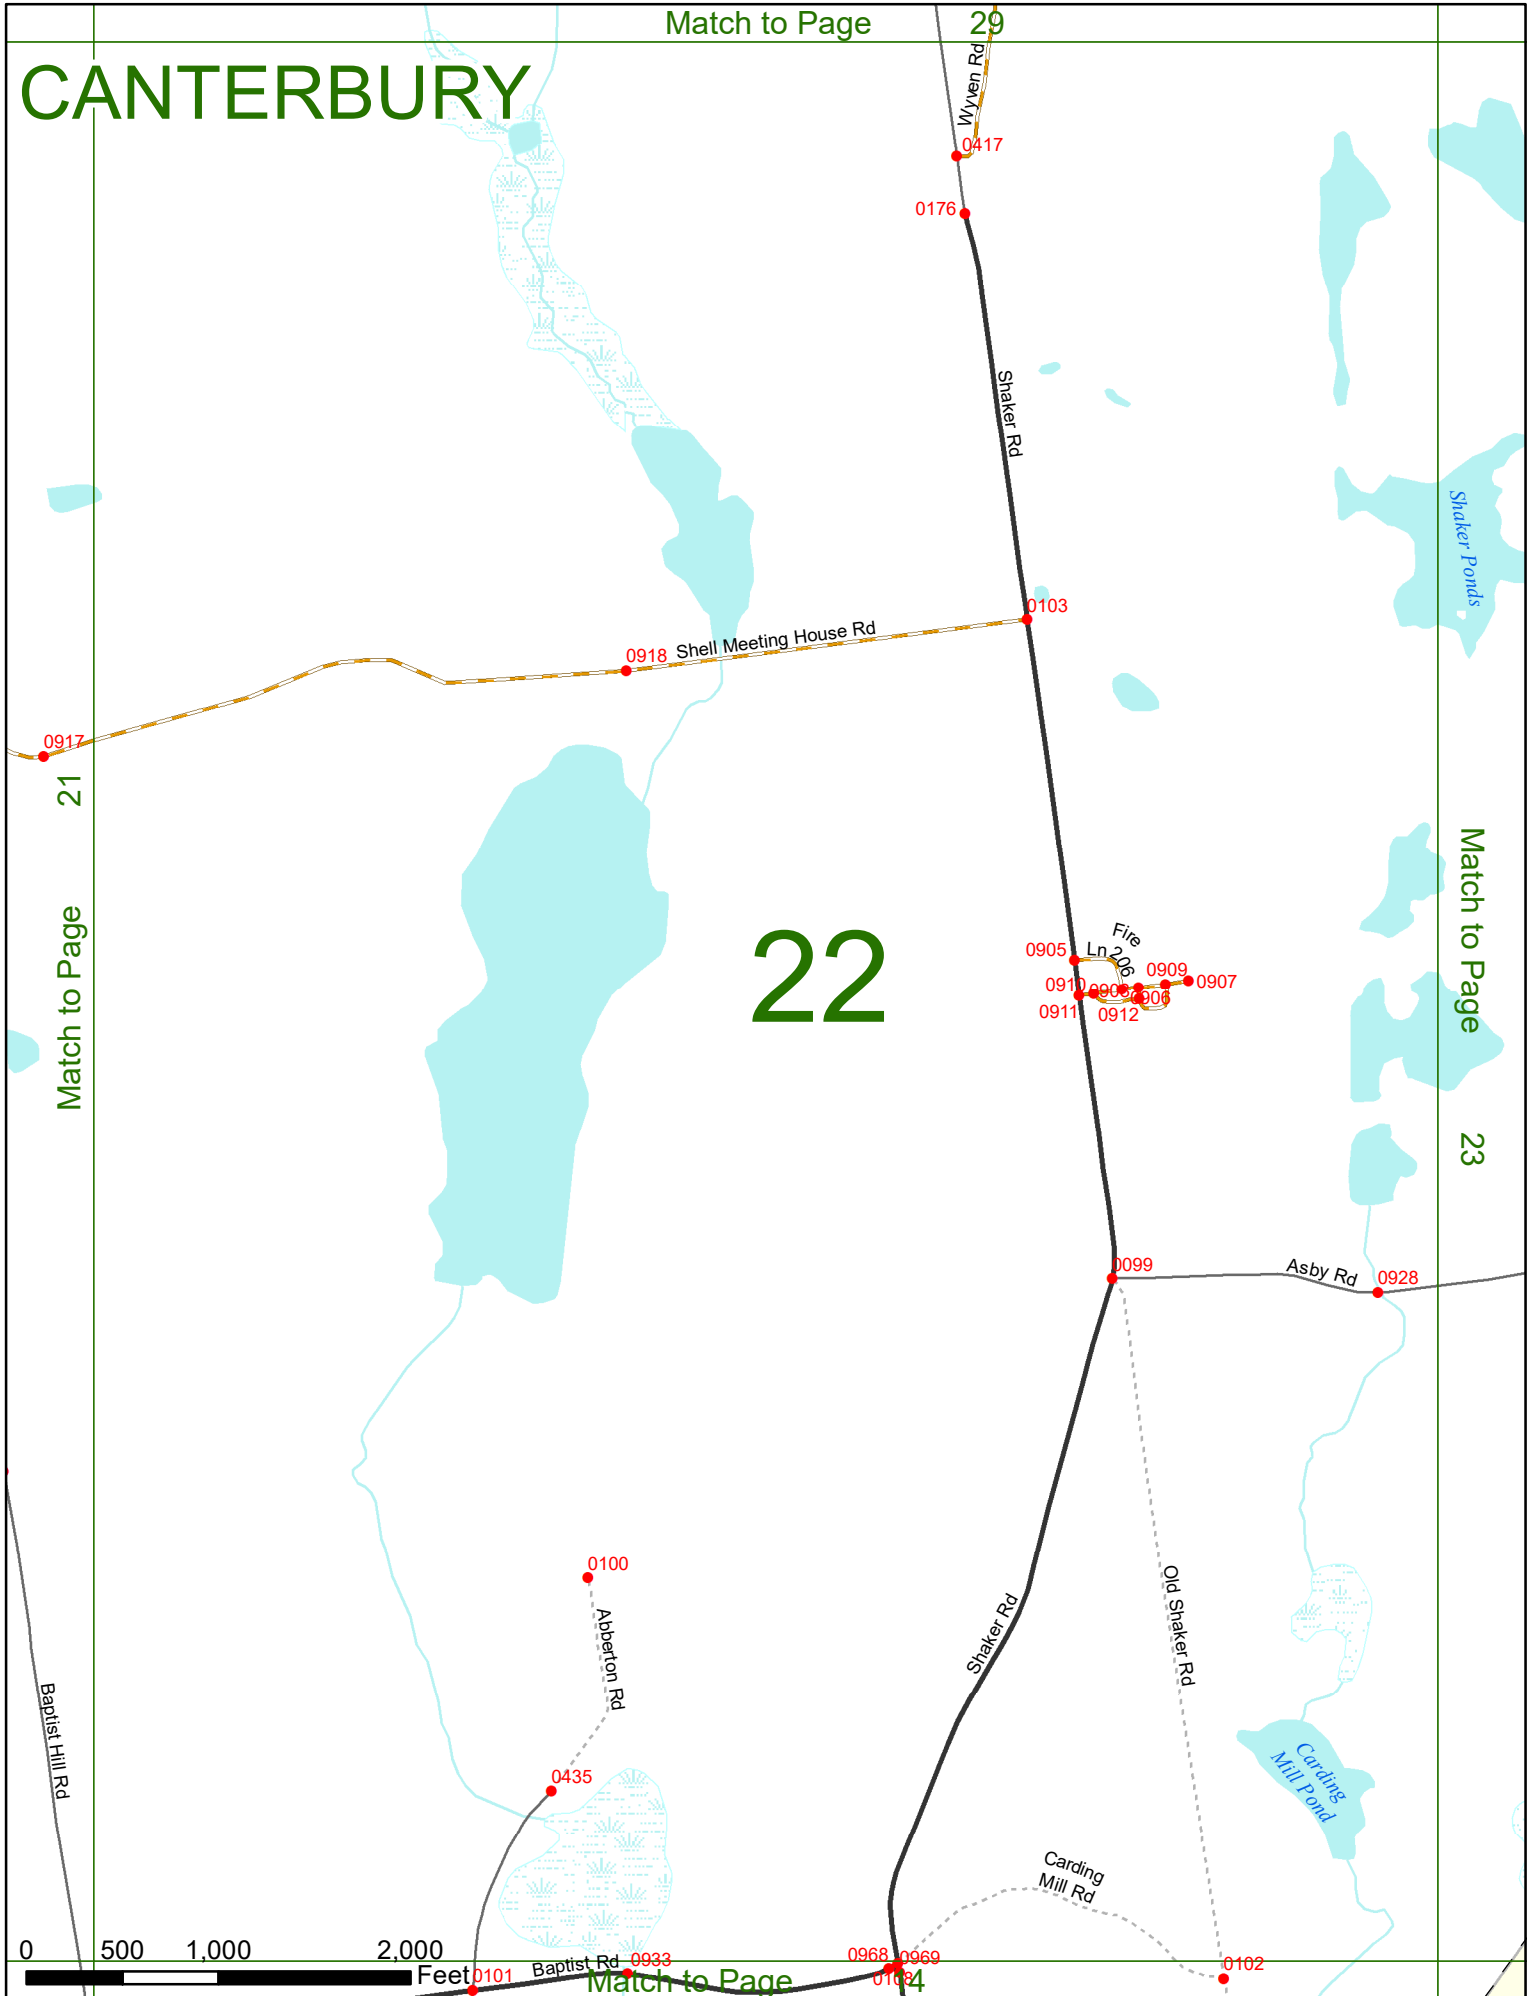 Match to Page 29
CANTERBURY
Wyven Rd
0417
0176
Shaker Rd
Shaker Ponds
0103
Shell Meeting House Rd
0918
0917
21
Match to Page
Match to Page
23
22
Fire
Ln 206
0905
0909
0907
0910
0906
0911
0912
0099
Asby Rd
0928
0100
Abberton Rd
Shaker Rd
Old Shaker Rd
Baptist Hill Rd
0435
Carding
Mill Pond
Carding
Mill Rd
0 500 1,000 2,000
Feet
0101
Baptist Rd
0933
0968
0969
0102
Match to Page